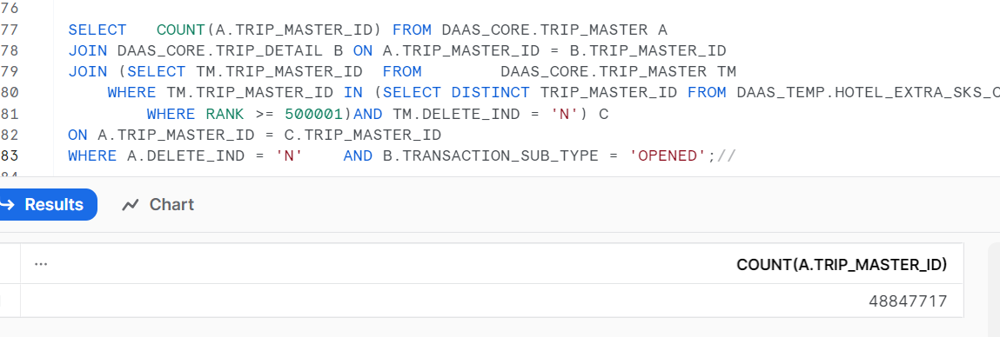 76
77 SELECT COUNT(A.TRIP_MASTER_ID) FROM DAAS_CORE.TRIP_MASTER A
78 JOIN DAAS_CORE.TRIP_DETAIL B ON A.TRIP_MASTER_ID = B.TRIP_MASTER_ID
79 JOIN (SELECT TM.TRIP_MASTER_ID FROM DAAS_CORE.TRIP_MASTER TM
80 WHERE TM.TRIP_MASTER_ID IN (SELECT DISTINCT TRIP_MASTER_ID FROM DAAS_TEMP.HOTEL_EXTRA_SKS_
81 WHERE RANK >= 500001)AND TM.DELETE_IND = 'N') C
82 ON A.TRIP_MASTER_ID = C.TRIP_MASTER_ID
83 WHERE A.DELETE_IND = 'N' AND B.TRANSACTION_SUB_TYPE = 'OPENED';//
84
Results Chart
... COUNT(A.TRIP_MASTER_ID)
48847717